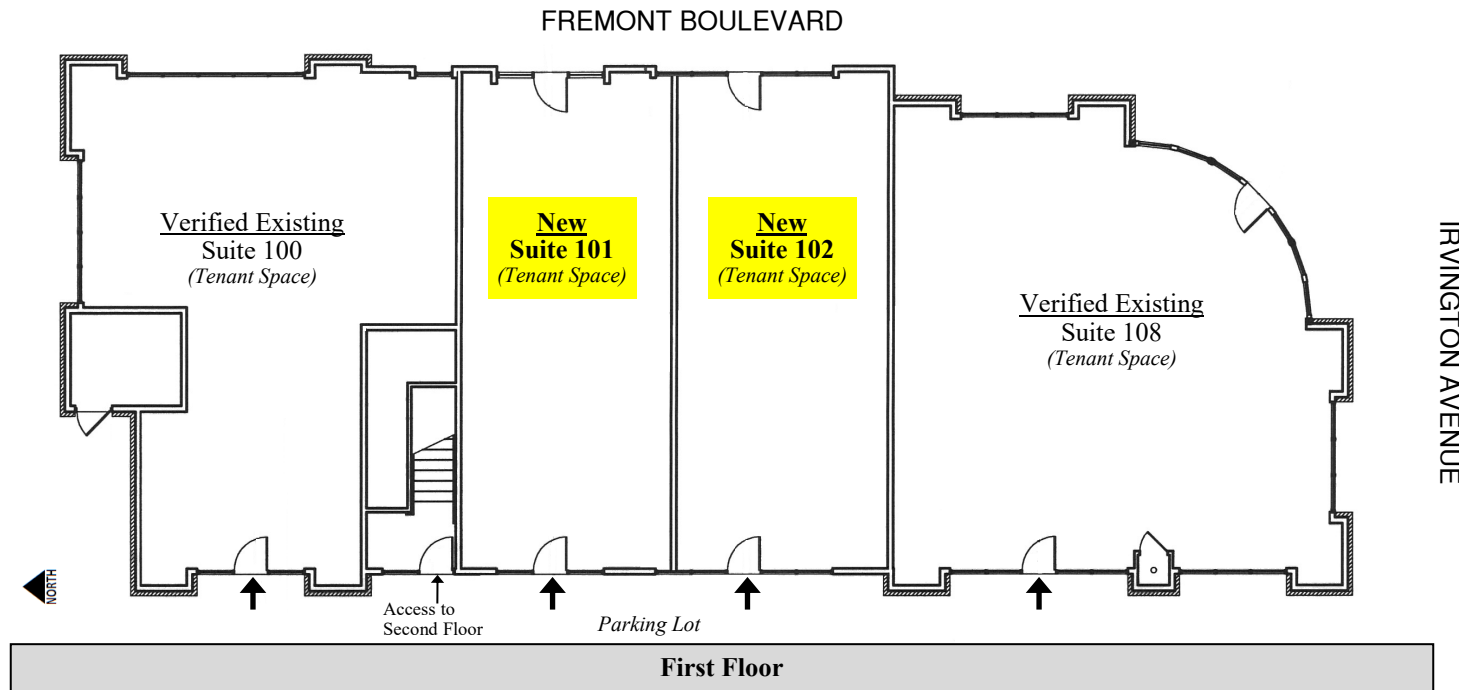 FREMONT BOULEVARD
Verified Existing
Suite 100
(Tenant Space)
New
Suite 101
(Tenant Space)
New
Suite 102
(Tenant Space)
Verified Existing
Suite 108
(Tenant Space)
IRVINGTON AVENUE
NORTH
Access to
Second Floor
Parking Lot
First Floor